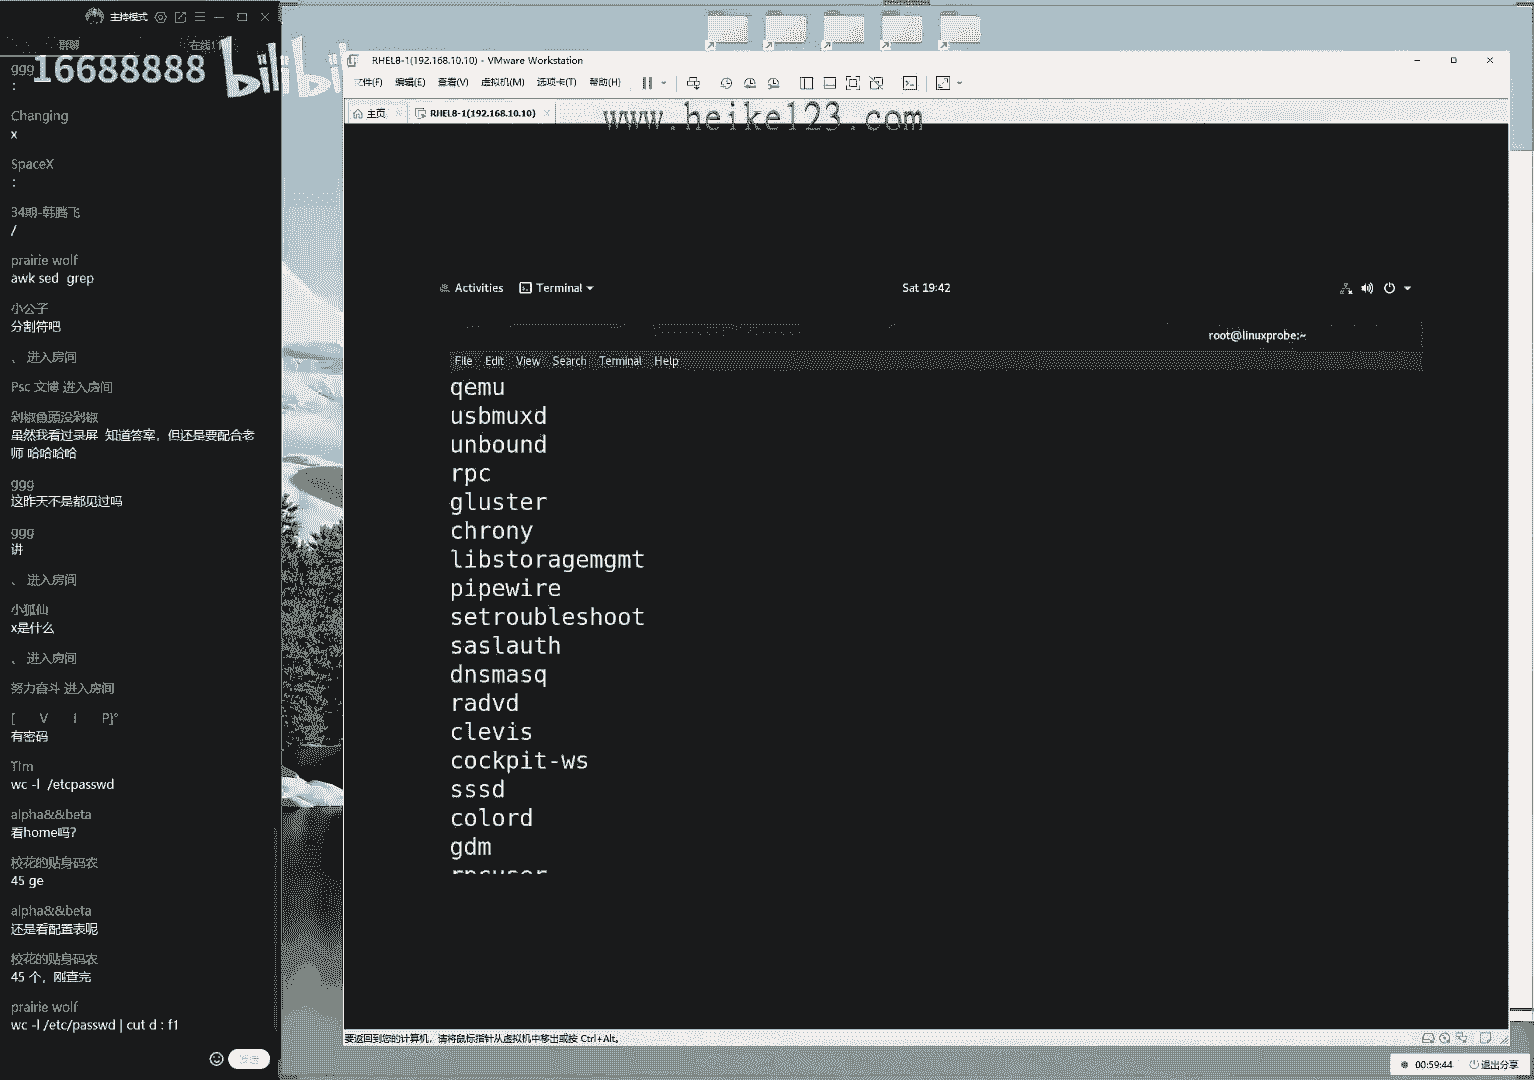 主持模式
群聊
ggg
:
16688888
bilibili
Changing
x
SpaceX
:
34期-韩腾飞
/
prairie wolf
awk sed grep
小公子
分割符吧
、 进入房间
Psc 文博 进入房间
剁椒鱼頭没剁椒
虽然我看过录屏 知道答案，但还是要配合老
师 哈哈哈哈
ggg
这昨天不是都见过吗
ggg
讲
、 进入房间
小狐仙
x是什么
、 进入房间
努力奋斗 进入房间
[ V I P]°
有密码
Tim
wc -l /etcpasswd
alpha&&beta
看home吗?
校花的贴身码农
45 ge
alpha&&beta
还是看配置表呢
校花的贴身码农
45 个，刚查完
prairie wolf
wc -l /etc/passwd | cut d : f1
RHEL8-1(192.168.10.10) - VMware Workstation
文件(F) 编辑(E) 查看(V) 虚拟机(M) 选项卡(T) 帮助(H)
主页 RHEL8-1(192.168.10.10)
www.heike123.com
Activities Terminal Sat 19:42
root@linuxprobe:~
File Edit View Search Terminal Help
qemu
usbmuxd
unbound
rpc
gluster
chrony
libstoragemgmt
pipewire
setroubleshoot
saslauth
dnsmasq
radvd
clevis
cockpit-ws
sssd
colord
gdm
rpcuser
要返回到您的计算机，请将鼠标指针从虚拟机中移出或按 Ctrl+Alt。
00:59:44 退出分享